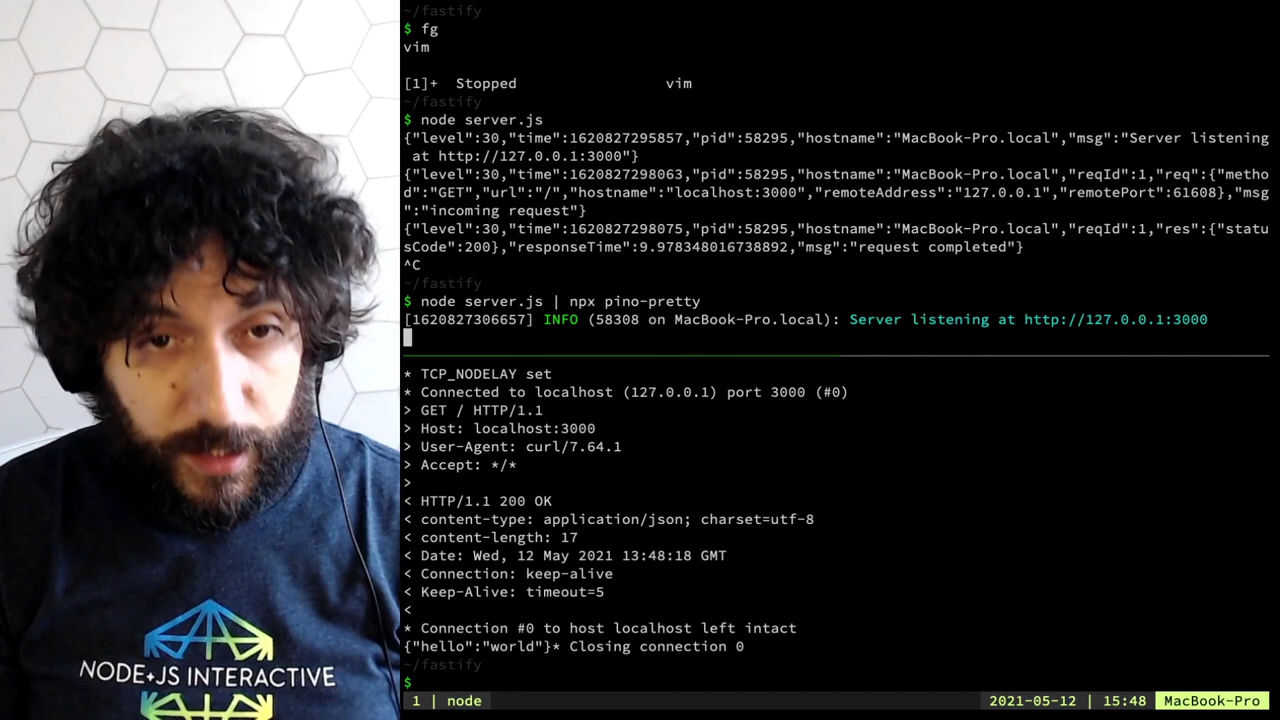 ~/fastify
$ fg
vim
[1]+  Stopped                 vim
~/fastify
$ node server.js
{"level":30,"time":1620827295857,"pid":58295,"hostname":"MacBook-Pro.local","msg":"Server listening
 at http://127.0.0.1:3000"}
{"level":30,"time":1620827298063,"pid":58295,"hostname":"MacBook-Pro.local","reqId":1,"req":{"metho
d":"GET","url":"/","hostname":"localhost:3000","remoteAddress":"127.0.0.1","remotePort":61608},"msg
":"incoming request"}
{"level":30,"time":1620827298075,"pid":58295,"hostname":"MacBook-Pro.local","reqId":1,"res":{"statu
sCode":200},"responseTime":9.978348016738892,"msg":"request completed"}
^C
~/fastify
$ node server.js | npx pino-pretty
[1620827306657] INFO (58308 on MacBook-Pro.local): Server listening at http://127.0.0.1:3000
* TCP_NODELAY set
* Connected to localhost (127.0.0.1) port 3000 (#0)
> GET / HTTP/1.1
> Host: localhost:3000
> User-Agent: curl/7.64.1
> Accept: */*
>
< HTTP/1.1 200 OK
< content-type: application/json; charset=utf-8
< content-length: 17
< Date: Wed, 12 May 2021 13:48:18 GMT
< Connection: keep-alive
< Keep-Alive: timeout=5
<
* Connection #0 to host localhost left intact
{"hello":"world"}* Closing connection 0
~/fastify
$
1 | node 2021-05-12 | 15:48 MacBook-Pro
NODE+JS INTERACTIVE